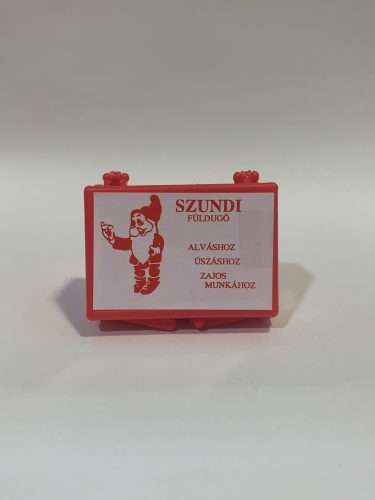 SZUNDI
FÜLDUGÓ
ALVÁSHOZ
ÚSZÁSHOZ
ZAJOS
MUNKÁHOZ